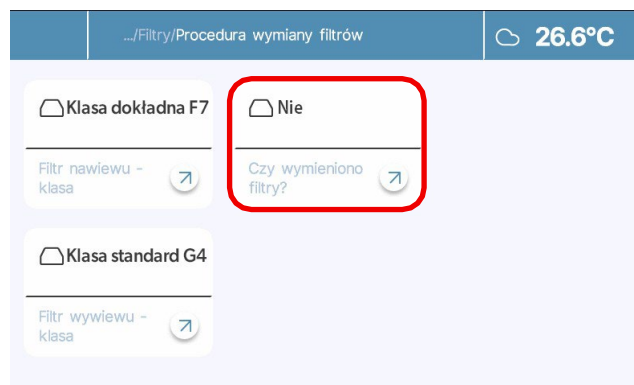 .../Filtry/Procedura wymiany filtrów
26.6°C
Klasa dokładna F7
Filtr nawiewu -
klasa
Nie
Czy wymieniono
filtry?
Klasa standard G4
Filtr wywiewu -
klasa